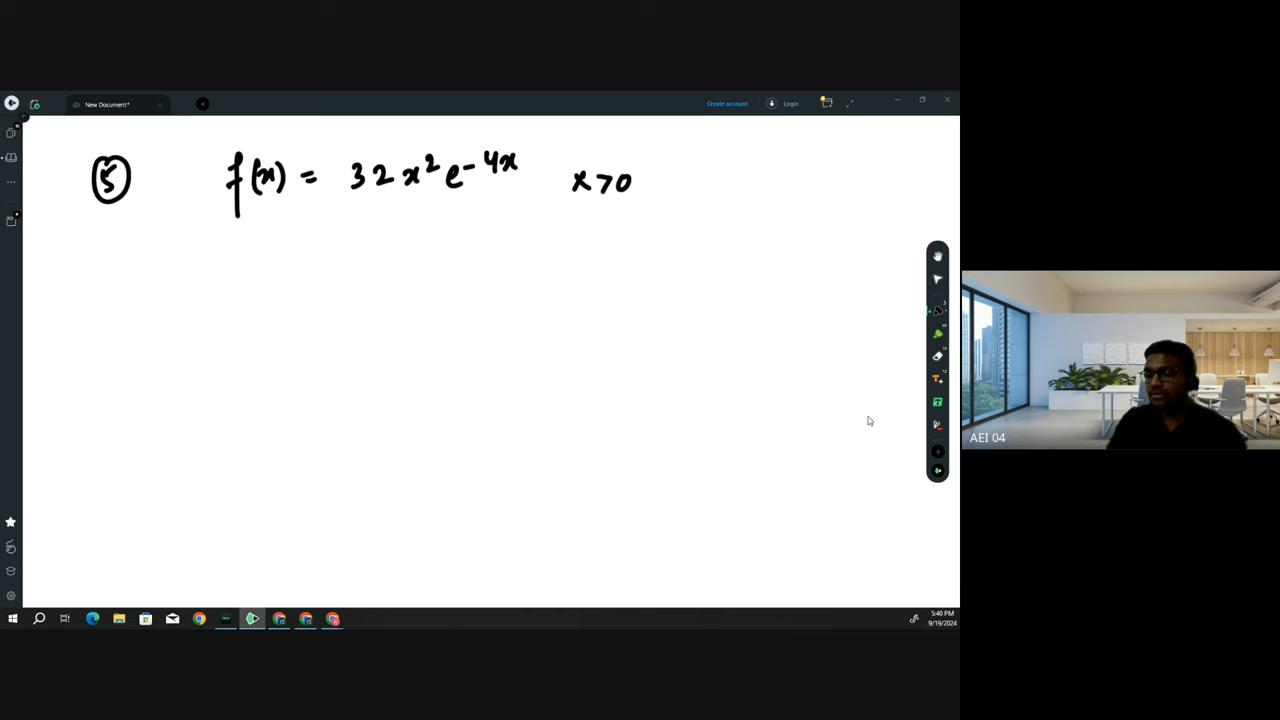 New Document*
Create account
Login
⑤ f(x) = 32x²e⁻⁴ˣ x>0
AEI 04
5:40 PM
9/19/2024